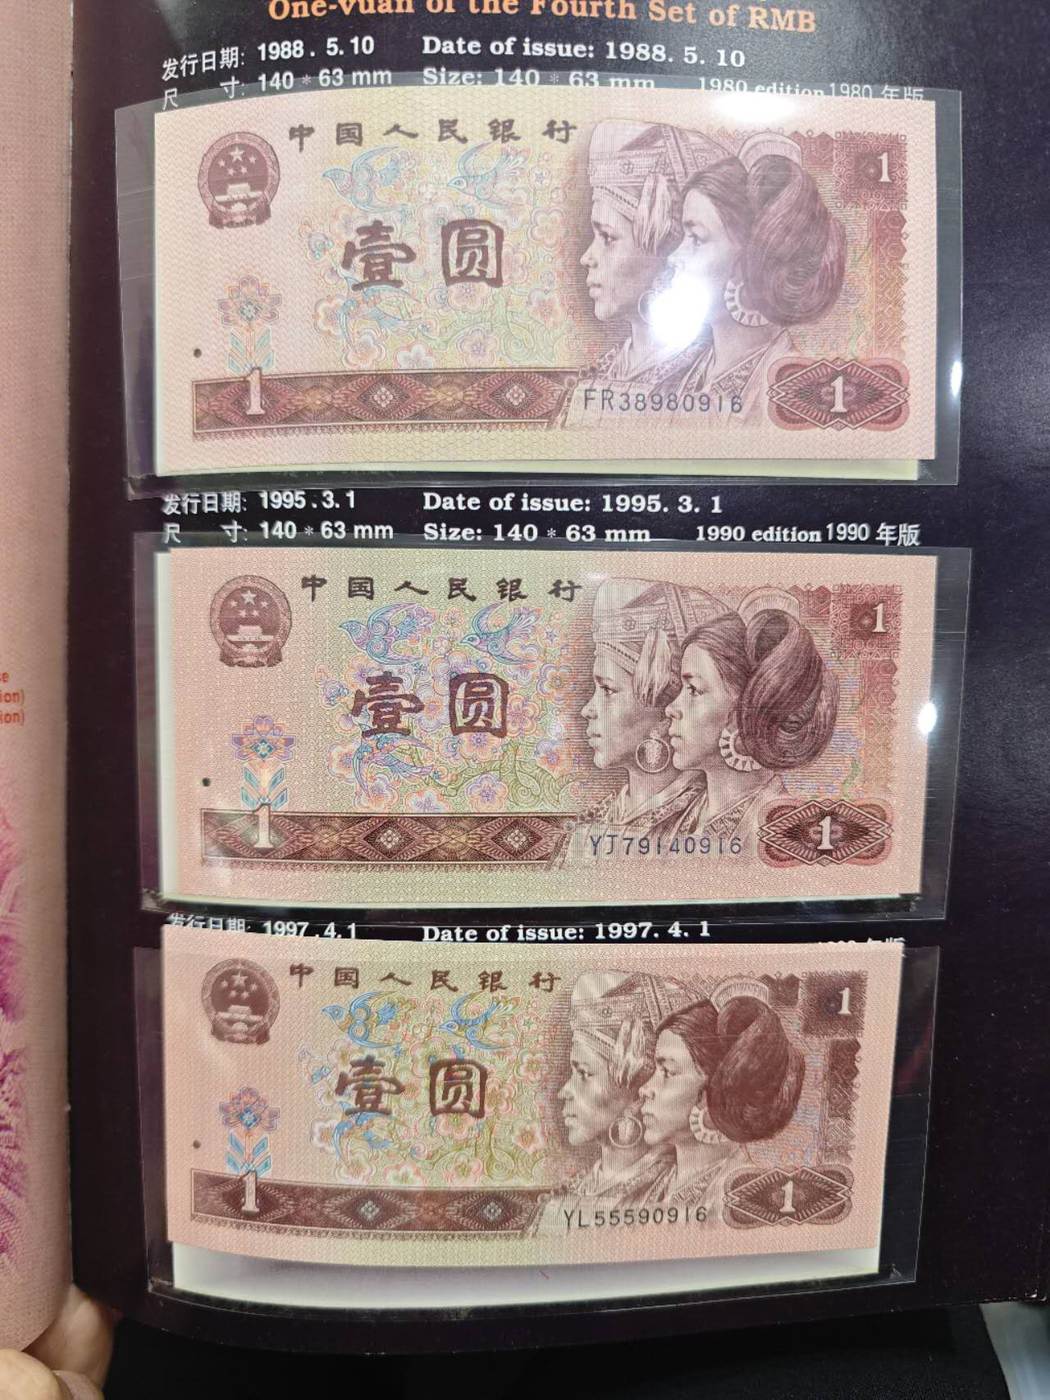 One-yuan of the Fourth Set of RMB
发行日期: 1988.5.10 Date of issue: 1988.5.10
尺 寸: 140 * 63 mm Size: 140 * 63 mm 1980 edition 1980 年版
中国人民银行
1
壹圆
1
FR38980916
1
发行日期: 1995.3.1 Date of issue: 1995.3.1
尺 寸: 140 * 63 mm Size: 140 * 63 mm 1990 edition 1990 年版
中国人民银行
1
壹圆
1
YJ79140916
1
发行日期: 1997.4.1 Date of issue: 1997.4.1
年版
中国人民银行
1
壹圆
1
YL55590916
1